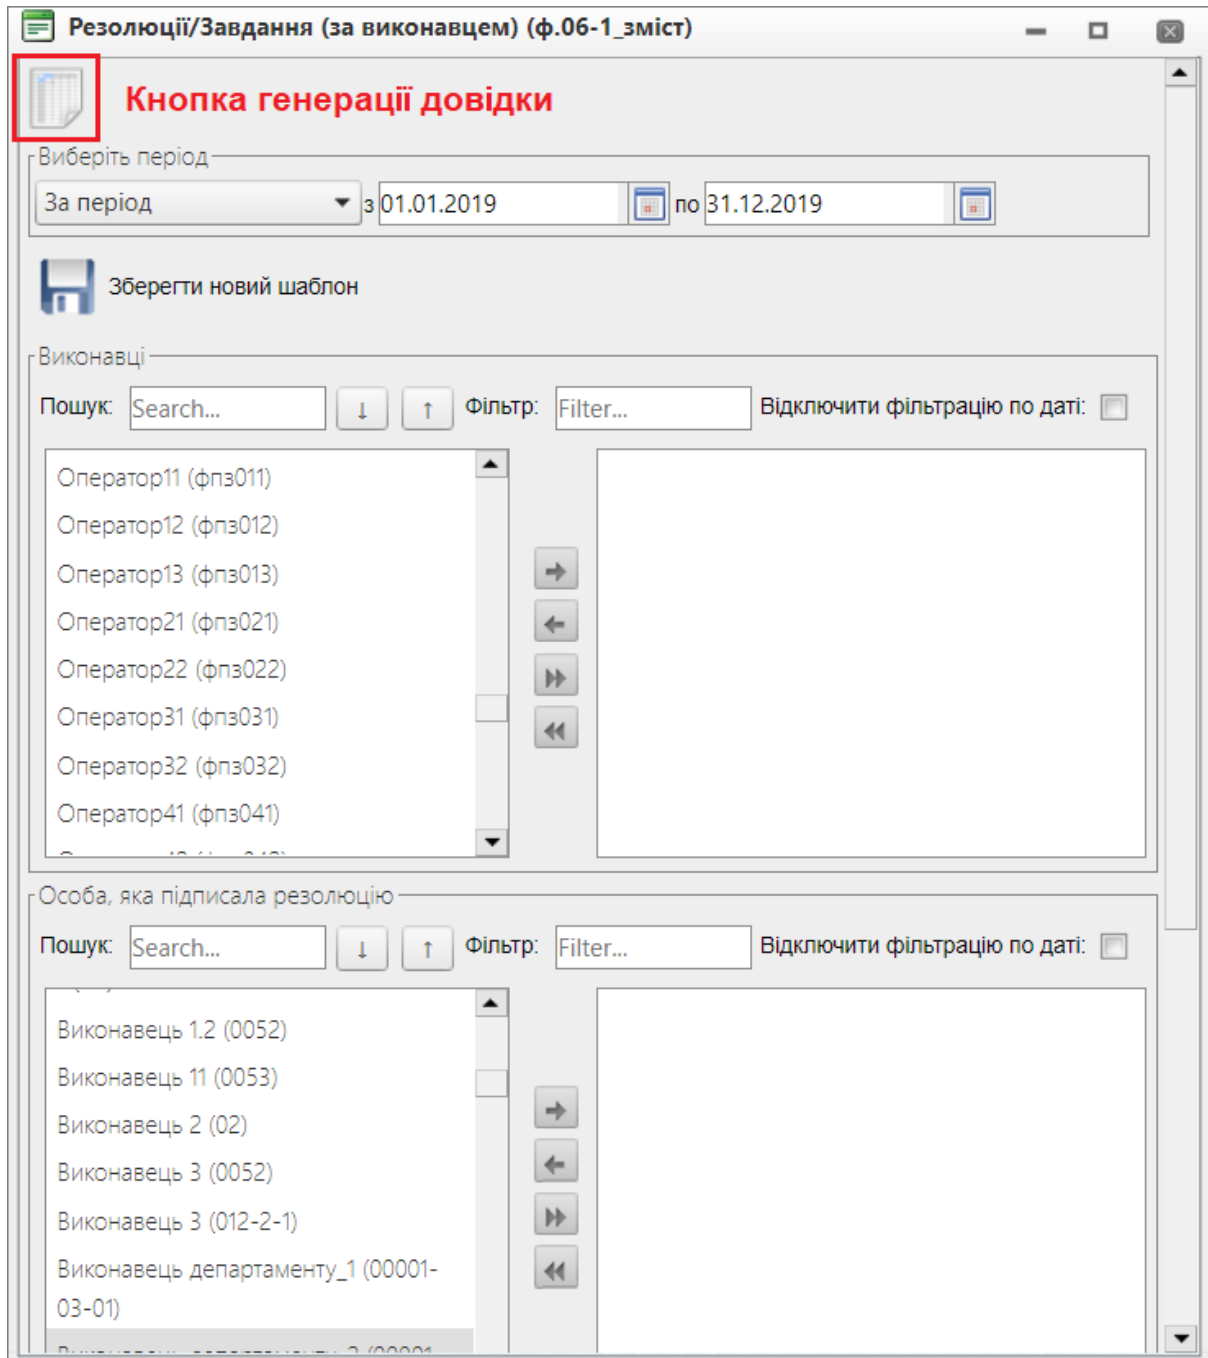 Резолюції/Завдання (за виконавцем) (ф.06-1_зміст)
Кнопка генерації довідки
Виберіть період
За період з 01.01.2019 по 31.12.2019
Зберегти новий шаблон
Виконавці
Пошук: Search... ↓ ↑ Фільтр: Filter... Відключити фільтрацію по даті:
Оператор11 (фпз011)
Оператор12 (фпз012)
Оператор13 (фпз013)
Оператор21 (фпз021)
Оператор22 (фпз022)
Оператор31 (фпз031)
Оператор32 (фпз032)
Оператор41 (фпз041)
Особа, яка підписала резолюцію
Пошук: Search... ↓ ↑ Фільтр: Filter... Відключити фільтрацію по даті:
Виконавець 1.2 (0052)
Виконавець 11 (0053)
Виконавець 2 (02)
Виконавець 3 (0052)
Виконавець 3 (012-2-1)
Виконавець департаменту_1 (00001-
03-01)